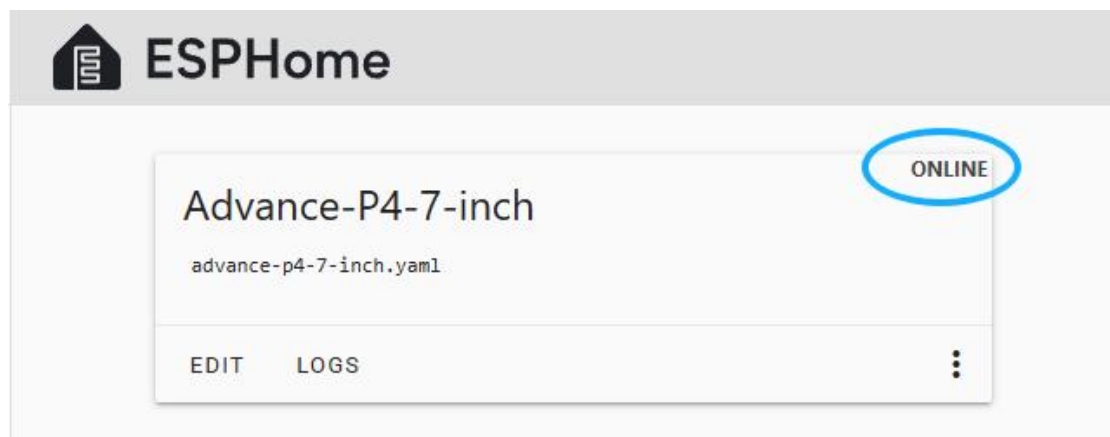 ESPHome
ONLINE
Advance-P4-7-inch
advance-p4-7-inch.yaml
EDIT LOGS